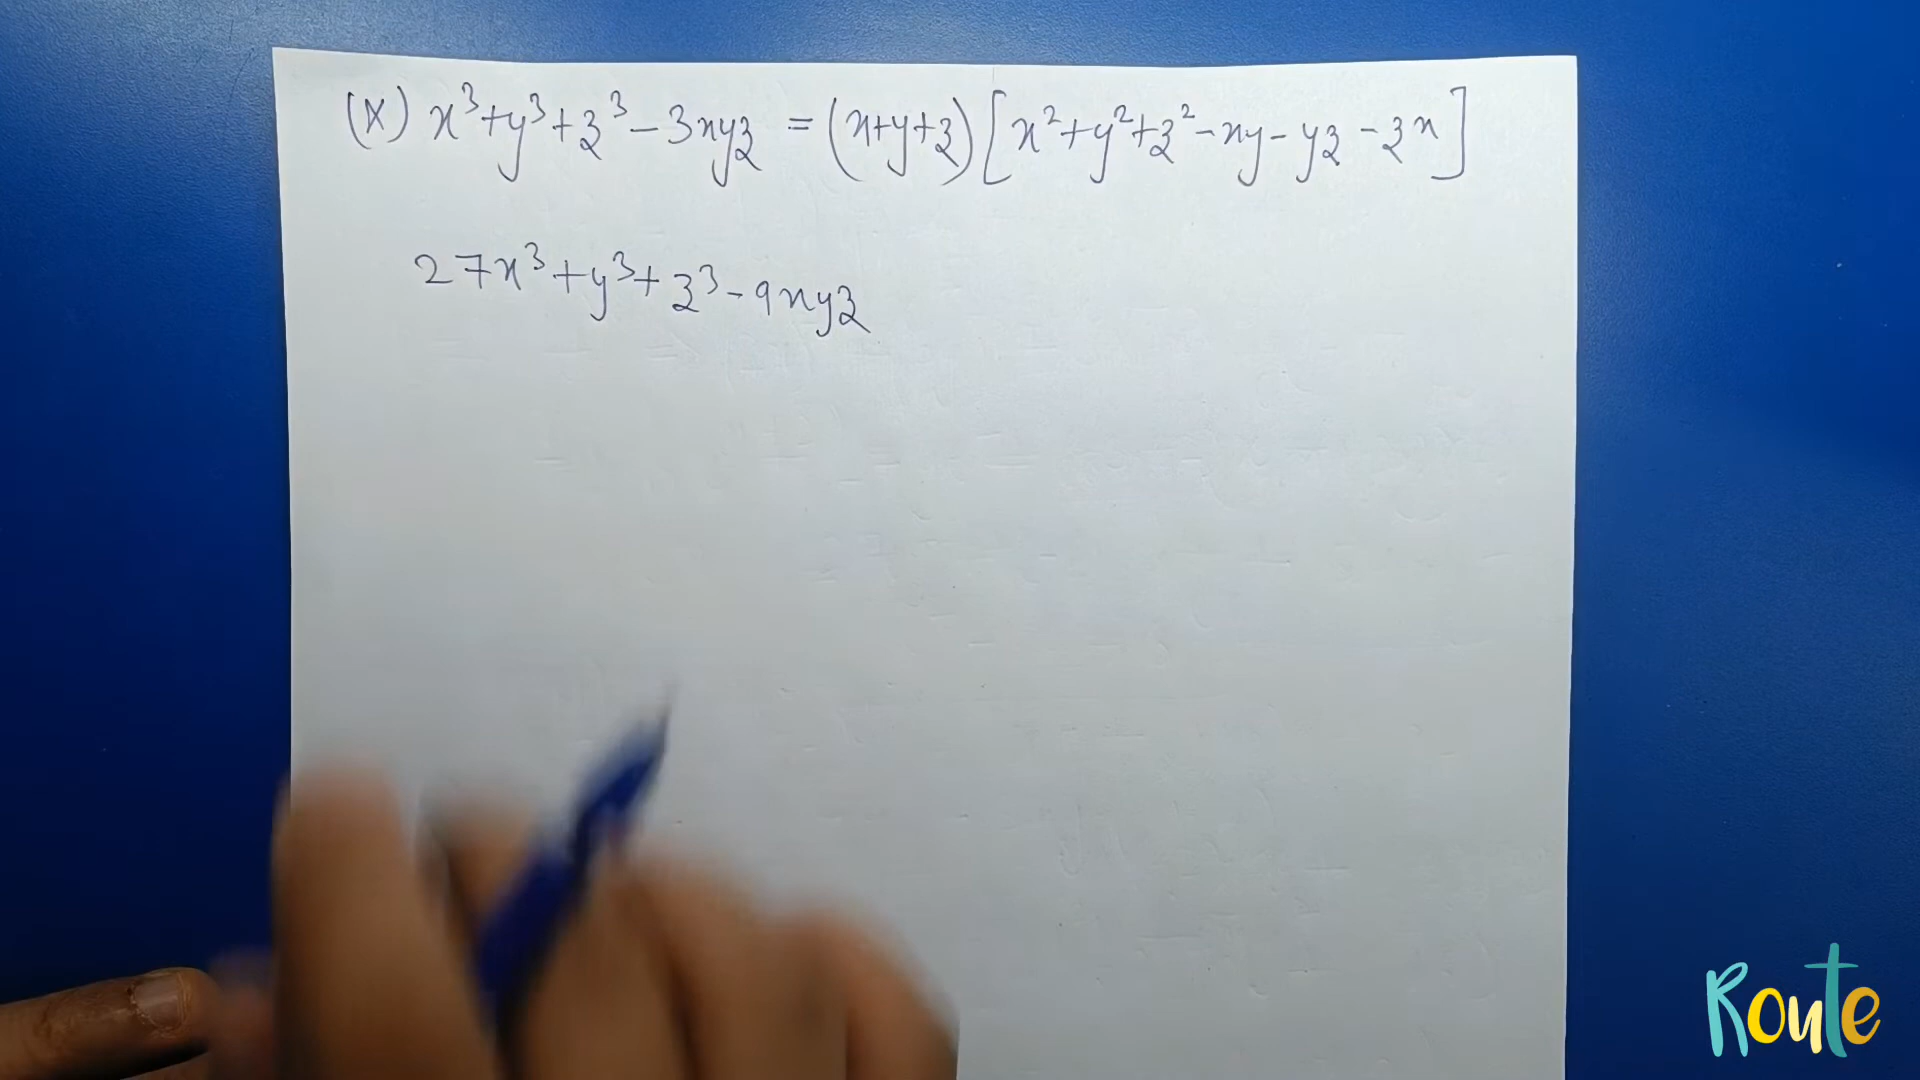 (X) x³+y³+z³-3xyz = (x+y+z)[x²+y²+z²-xy-yz-zx]
27x³+y³+z³-9xyz
Route